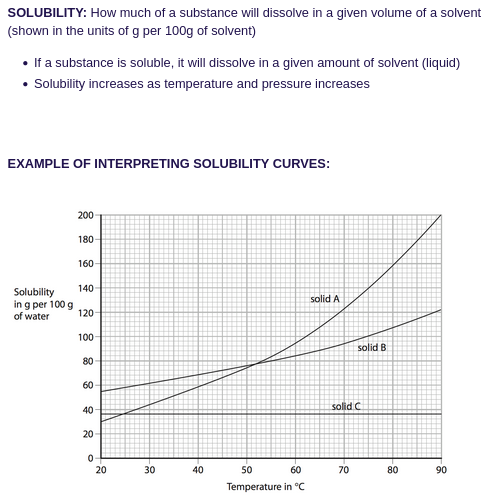 SOLUBILITY: How much of a substance will dissolve in a given volume of a solvent
(shown in the units of g per 100g of solvent)
• If a substance is soluble, it will dissolve in a given amount of solvent (liquid)
• Solubility increases as temperature and pressure increases
EXAMPLE OF INTERPRETING SOLUBILITY CURVES:
200
180
160
140
120
100
80
60
40
20
0
Solubility
in g per 100 g
of water
solid A
solid B
solid C
20 30 40 50 60 70 80 90
Temperature in °C